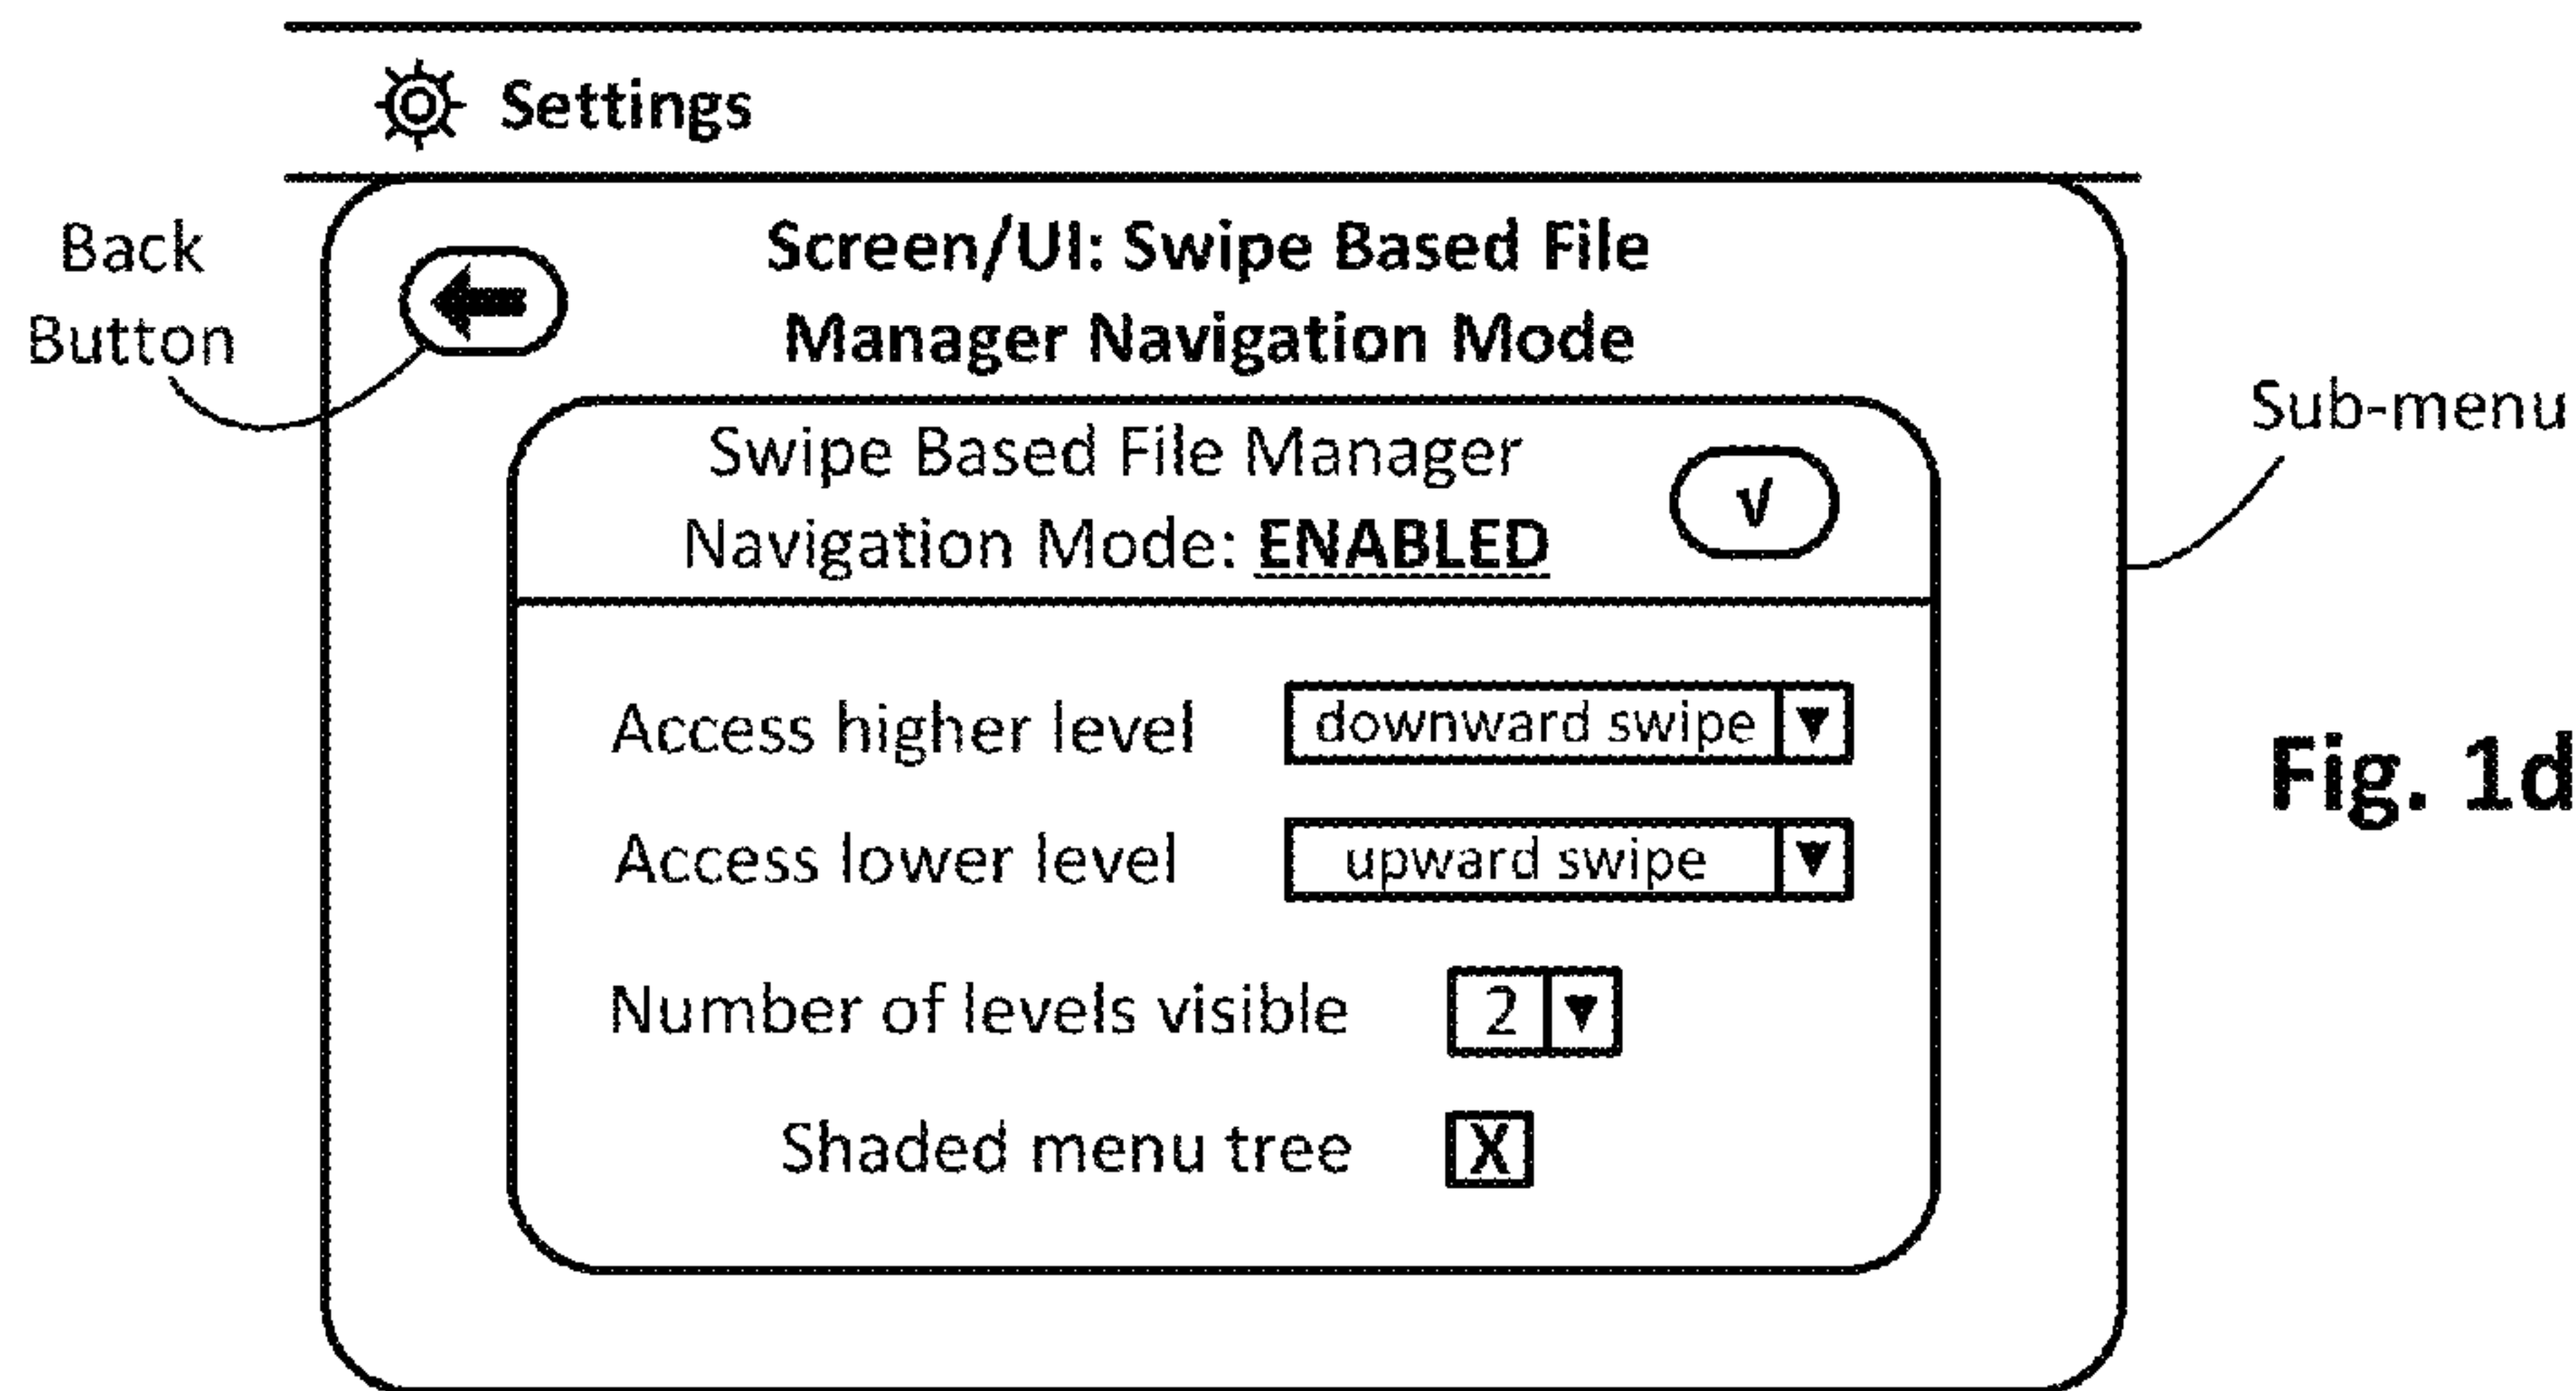 Settings
Back
Button
Screen/UI: Swipe Based File
Manager Navigation Mode
Swipe Based File Manager
Navigation Mode: ENABLED
√
Sub-menu
Access higher level downward swipe ▼
Access lower level upward swipe ▼
Number of levels visible 2 ▼
Shaded menu tree X
Fig. 1d